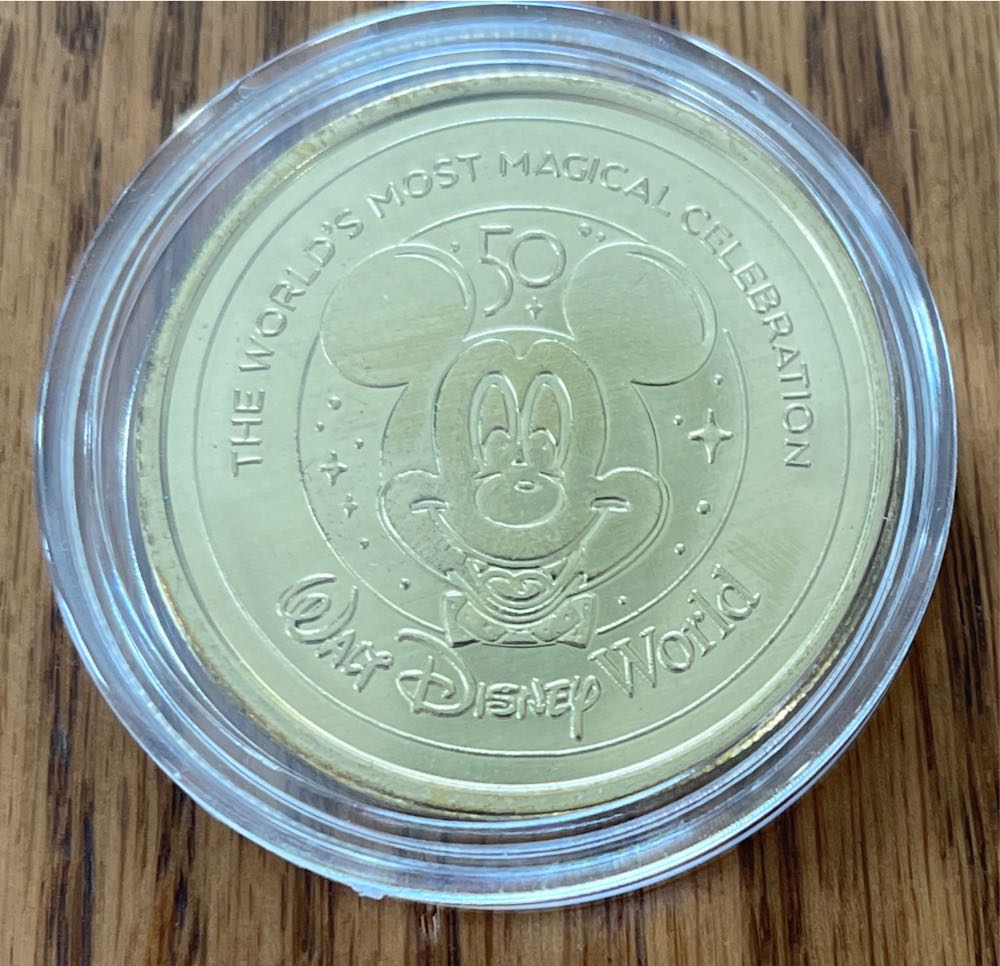 THE WORLD'S MOST MAGICAL CELEBRATION
50
WALT DISNEY World